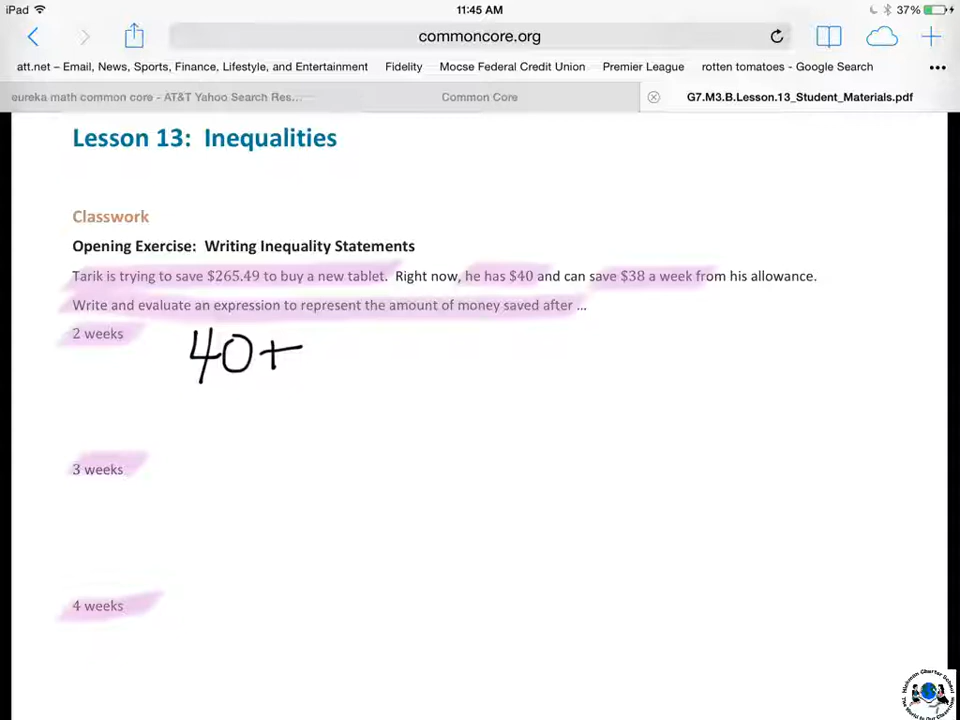 iPad 11:45 AM 37%
commoncore.org
att.net – Email, News, Sports, Finance, Lifestyle, and Entertainment Fidelity Mocse Federal Credit Union Premier League rotten tomatoes - Google Search
eureka math common core - AT&T Yahoo Search Res... Common Core G7.M3.B.Lesson.13_Student_Materials.pdf
Lesson 13: Inequalities
Classwork
Opening Exercise: Writing Inequality Statements
Tarik is trying to save $265.49 to buy a new tablet. Right now, he has $40 and can save $38 a week from his allowance.
Write and evaluate an expression to represent the amount of money saved after …
2 weeks 40+
3 weeks
4 weeks